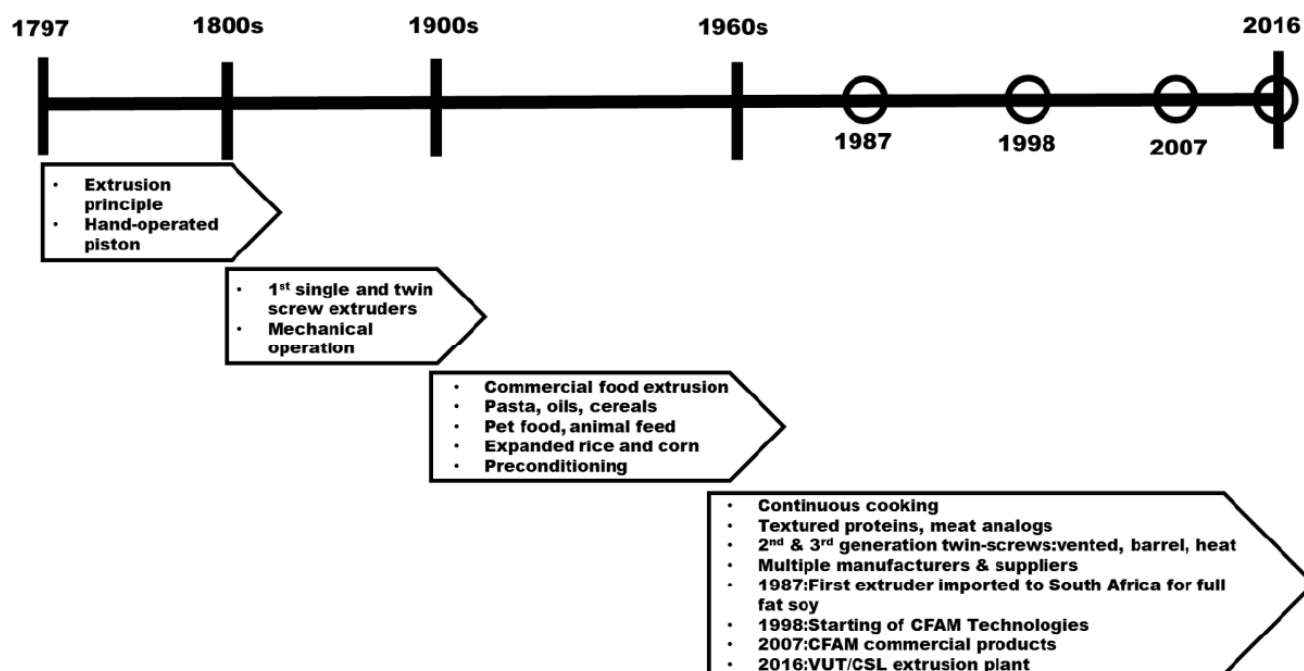 1797 1800s 1900s 1960s 2016
1987 1998 2007
• Extrusion
principle
• Hand-operated
piston
• 1st single and twin
screw extruders
• Mechanical
operation
• Commercial food extrusion
• Pasta, oils, cereals
• Pet food, animal feed
• Expanded rice and corn
• Preconditioning
• Continuous cooking
• Textured proteins, meat analogs
• 2nd & 3rd generation twin-screws:vented, barrel, heat
• Multiple manufacturers & suppliers
• 1987:First extruder imported to South Africa for full
fat soy
• 1998:Starting of CFAM Technologies
• 2007:CFAM commercial products
• 2016:VUT/CSL extrusion plant